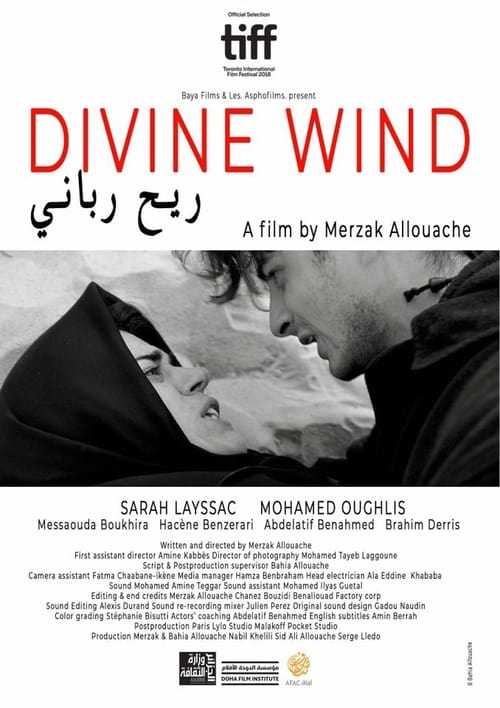 Official Selection
tiff
Toronto International
Film Festival 2018
Baya Films & Les. Asphofilms. present
DIVINE WIND
ريح رباني
A film by Merzak Allouache
SARAH LAYSSAC MOHAMED OUGHLIS
Messaouda Boukhira Hacène Benzerari Abdelatif Benahmed Brahim Derris
Written and directed by Merzak Allouache
First assistant director Amine Kabbès Director of photography Mohamed Tayeb Laggoune
Script & Postproduction supervisor Bahia Allouache
Camera assistant Fatma Chaabane-ikène Media manager Hamza Benbraham Head electrician Ala Eddine Khababa
Sound Mohamed Amine Teggar Sound assistant Mohamed Ilyas Guetal
Editing & end credits Merzak Allouache Chanez Bouzidi Benaliouad Factory corp
Sound Editing Alexis Durand Sound re-recording mixer Julien Perez Original sound design Gadou Naudin
Color grading Stéphanie Bisutti Actors' coaching Abdelatif Benahmed English subtitles Amin Berrah
Postproduction Paris Lylo Studio Malakoff Pocket Studio
Production Merzak & Bahia Allouache Nabil Khelili Sid Ali Allouache Serge Lledo
وزارة الثقافة
مؤسسة الدوحة للأفلام
DOHA FILM INSTITUTE
AFAC آفاق
© Bahia Allouache